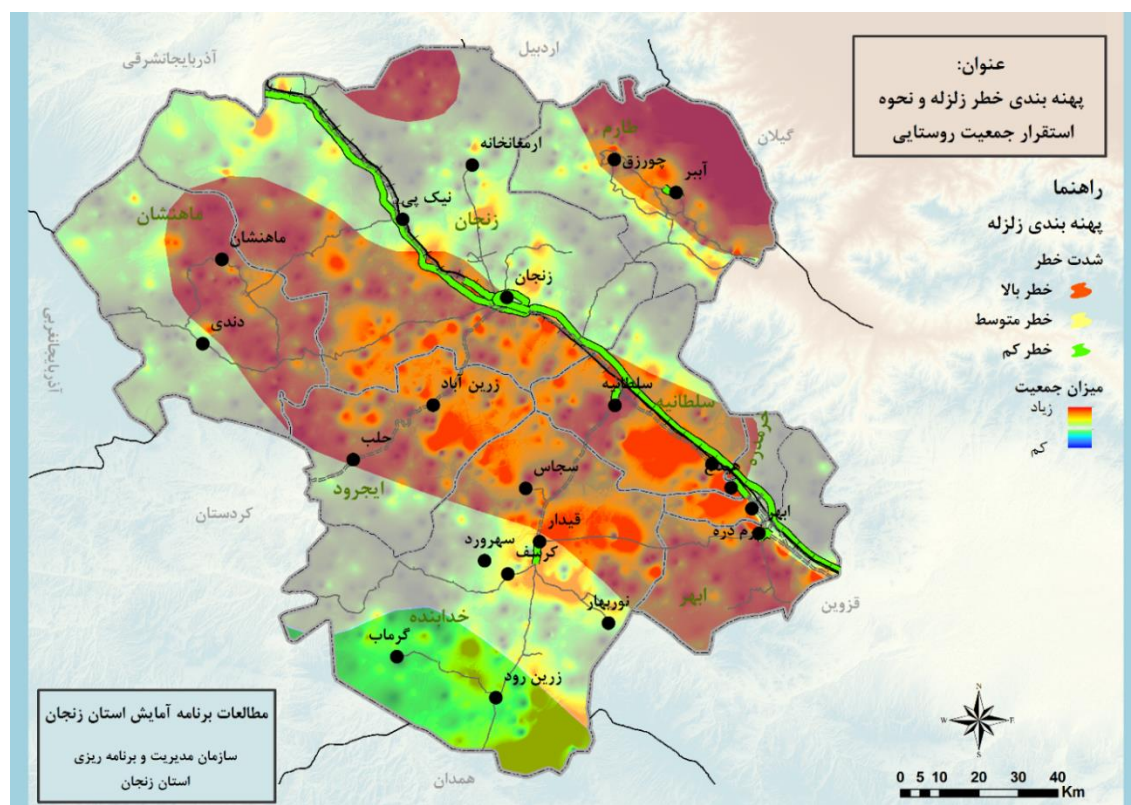 عنوان:
پهنه بندی خطر زلزله و نحوه
استقرار جمعیت روستایی
راهنما
پهنه بندی زلزله
شدت خطر
خطر بالا
خطر متوسط
خطر کم
میزان جمعیت
زیاد
کم
اردبیل
آذربایجانشرقی
گیلان
طارم
چورزق
آببر
ارمغانخانه
نیک پی
زنجان
ماهنشان
ماهنشان
زنجان
دندی
آذربایجانغربی
سلطانیه
سلطانیه
زرین آباد
خرمدره
حلب
سجاس
ایجرود
ابهر
کردستان
قیدار
سهرورد
کرسف
قزوین
ابهر
نوربهار
خدابنده
گرماب
زرین رود
همدان
مطالعات برنامه آمایش استان زنجان
سازمان مدیریت و برنامه ریزی
استان زنجان
N
W
E
S
0 5 10 20 30 40
Km